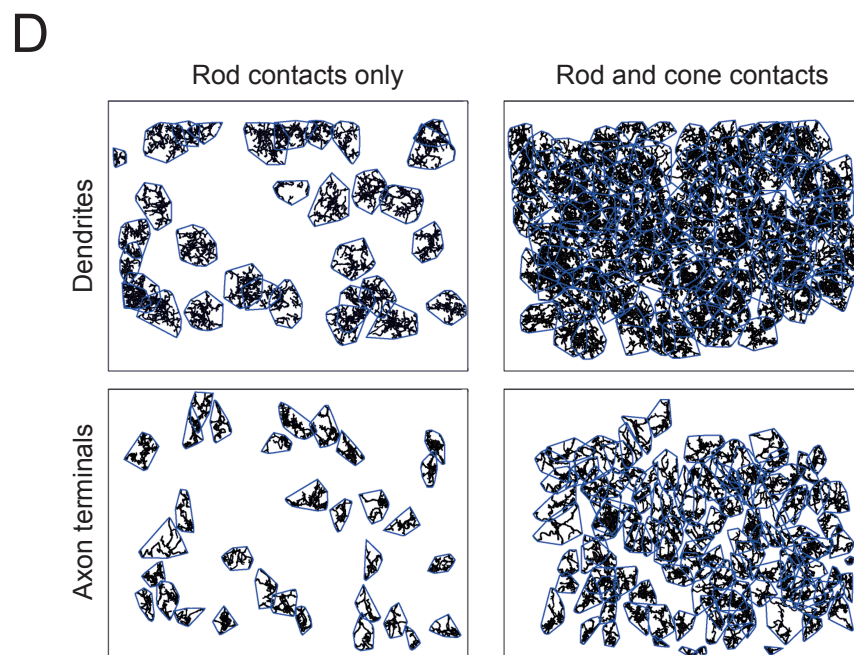 D
Rod contacts only
Rod and cone contacts
Dendrites
Axon terminals